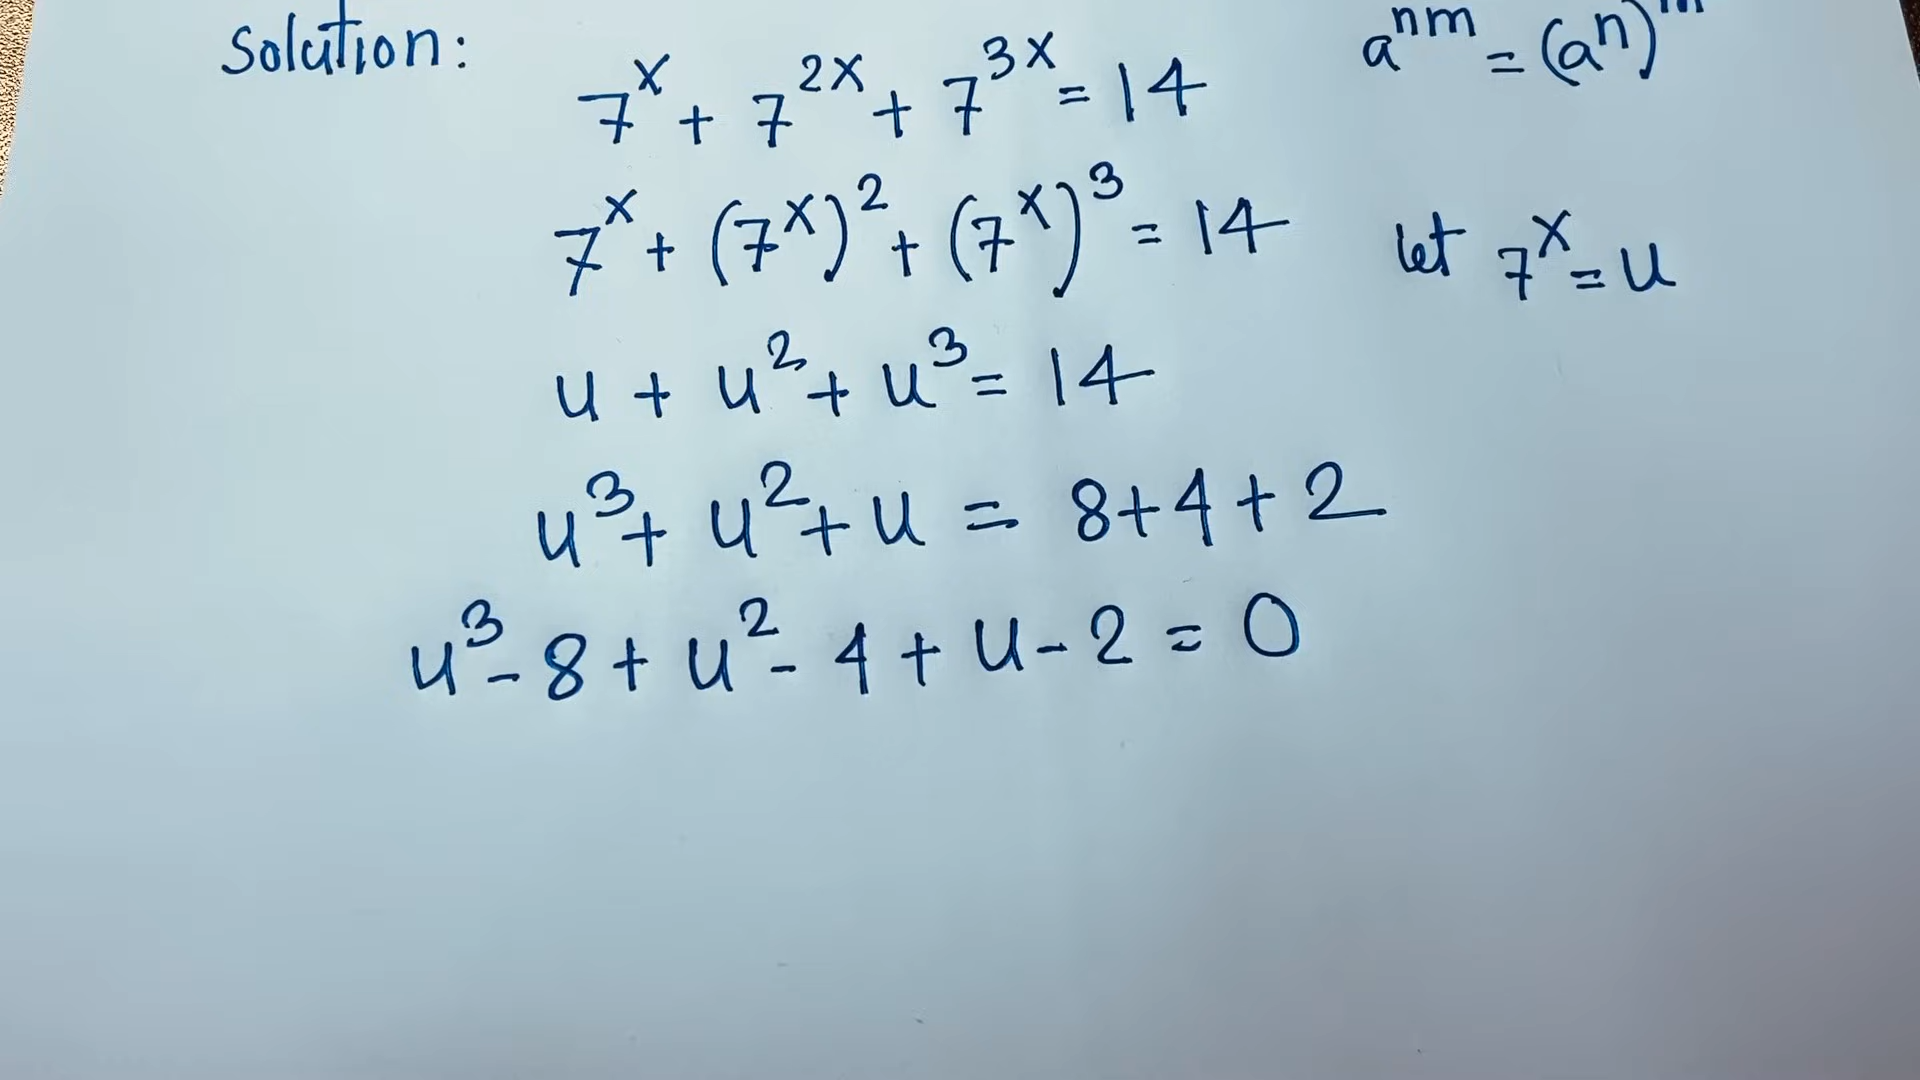 Solution:
7^x + 7^2x + 7^3x = 14
a^nm = (a^n)^m
7^x + (7^x)^2 + (7^x)^3 = 14
let 7^x = u
u + u^2 + u^3 = 14
u^3 + u^2 + u = 8+4+2
u^3 - 8 + u^2 - 4 + u - 2 = 0